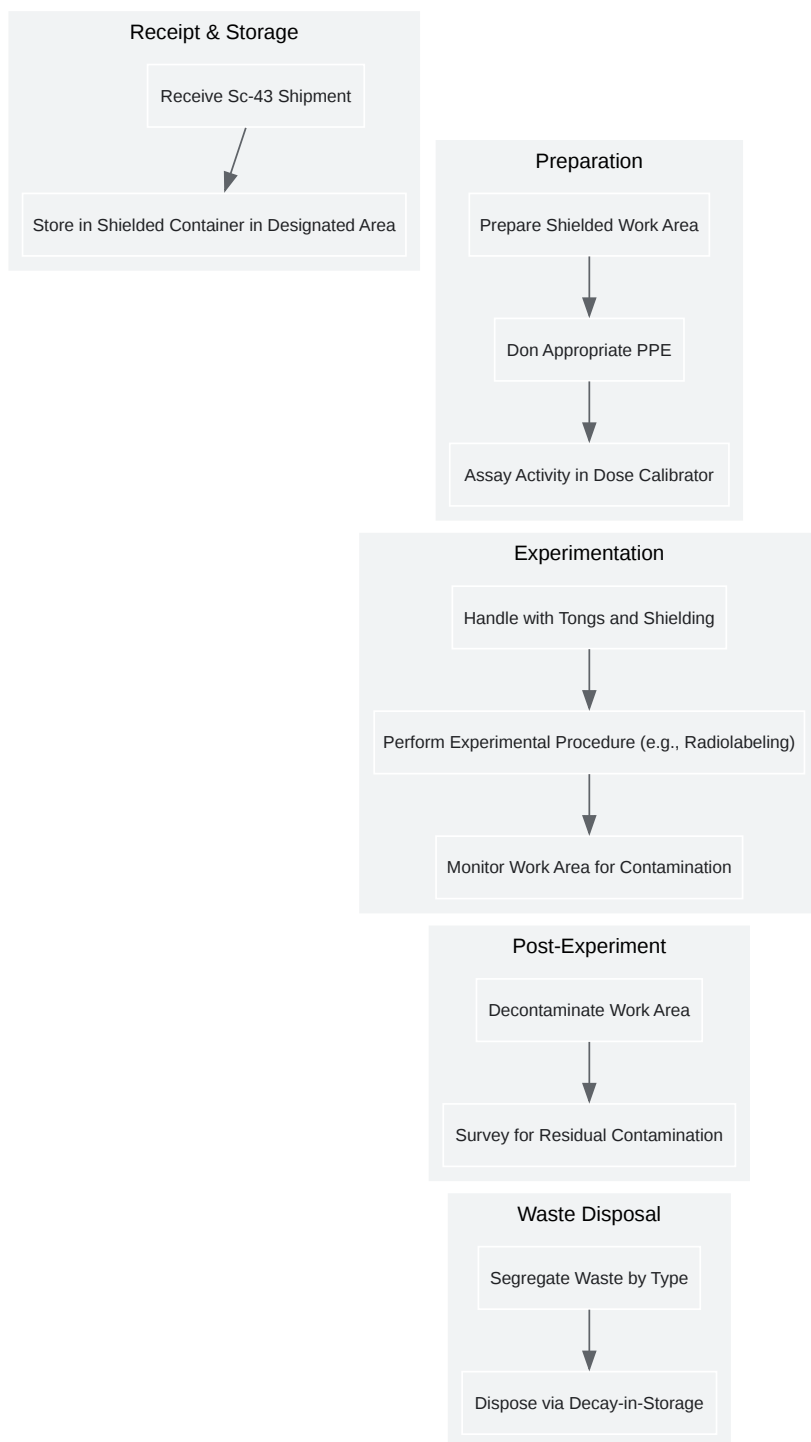 Receipt & Storage
Receive Sc-43 Shipment
Store in Shielded Container in Designated Area
Preparation
Prepare Shielded Work Area
Don Appropriate PPE
Assay Activity in Dose Calibrator
Experimentation
Handle with Tongs and Shielding
Perform Experimental Procedure (e.g., Radiolabeling)
Monitor Work Area for Contamination
Post-Experiment
Decontaminate Work Area
Survey for Residual Contamination
Waste Disposal
Segregate Waste by Type
Dispose via Decay-in-Storage